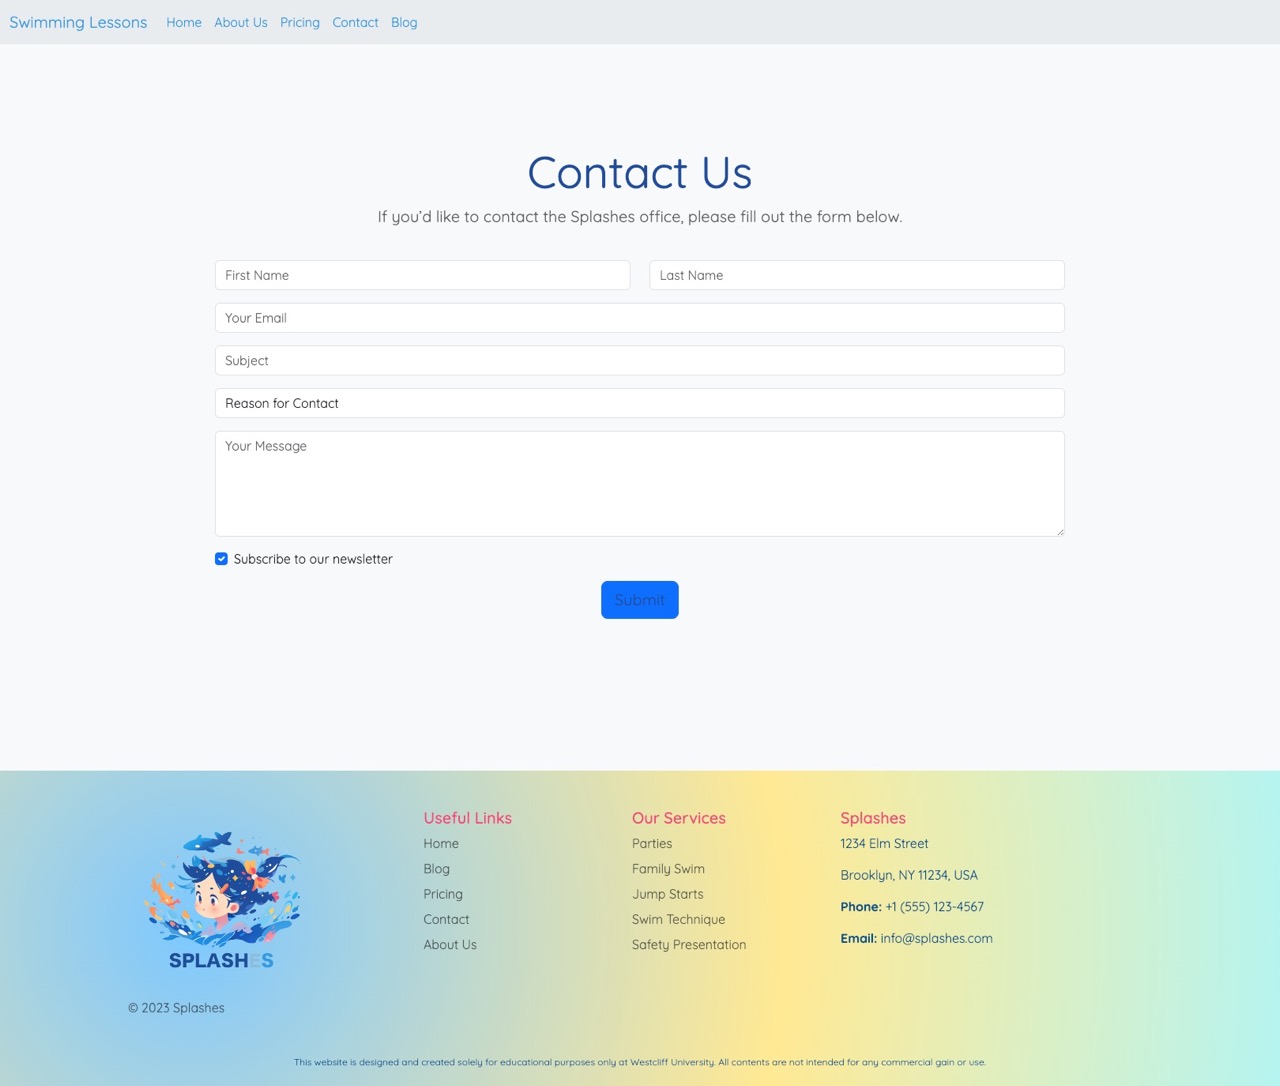 Swimming Lessons Home About Us Pricing Contact Blog
Contact Us
If you’d like to contact the Splashes office, please fill out the form below.
First Name
Last Name
Your Email
Subject
Reason for Contact
Your Message
Subscribe to our newsletter
Submit
SPLASHES
© 2023 Splashes
Useful Links
Home
Blog
Pricing
Contact
About Us
Our Services
Parties
Family Swim
Jump Starts
Swim Technique
Safety Presentation
Splashes
1234 Elm Street
Brooklyn, NY 11234, USA
Phone: +1 (555) 123-4567
Email: info@splashes.com
This website is designed and created solely for educational purposes only at Westcliff University. All contents are not intended for any commercial gain or use.